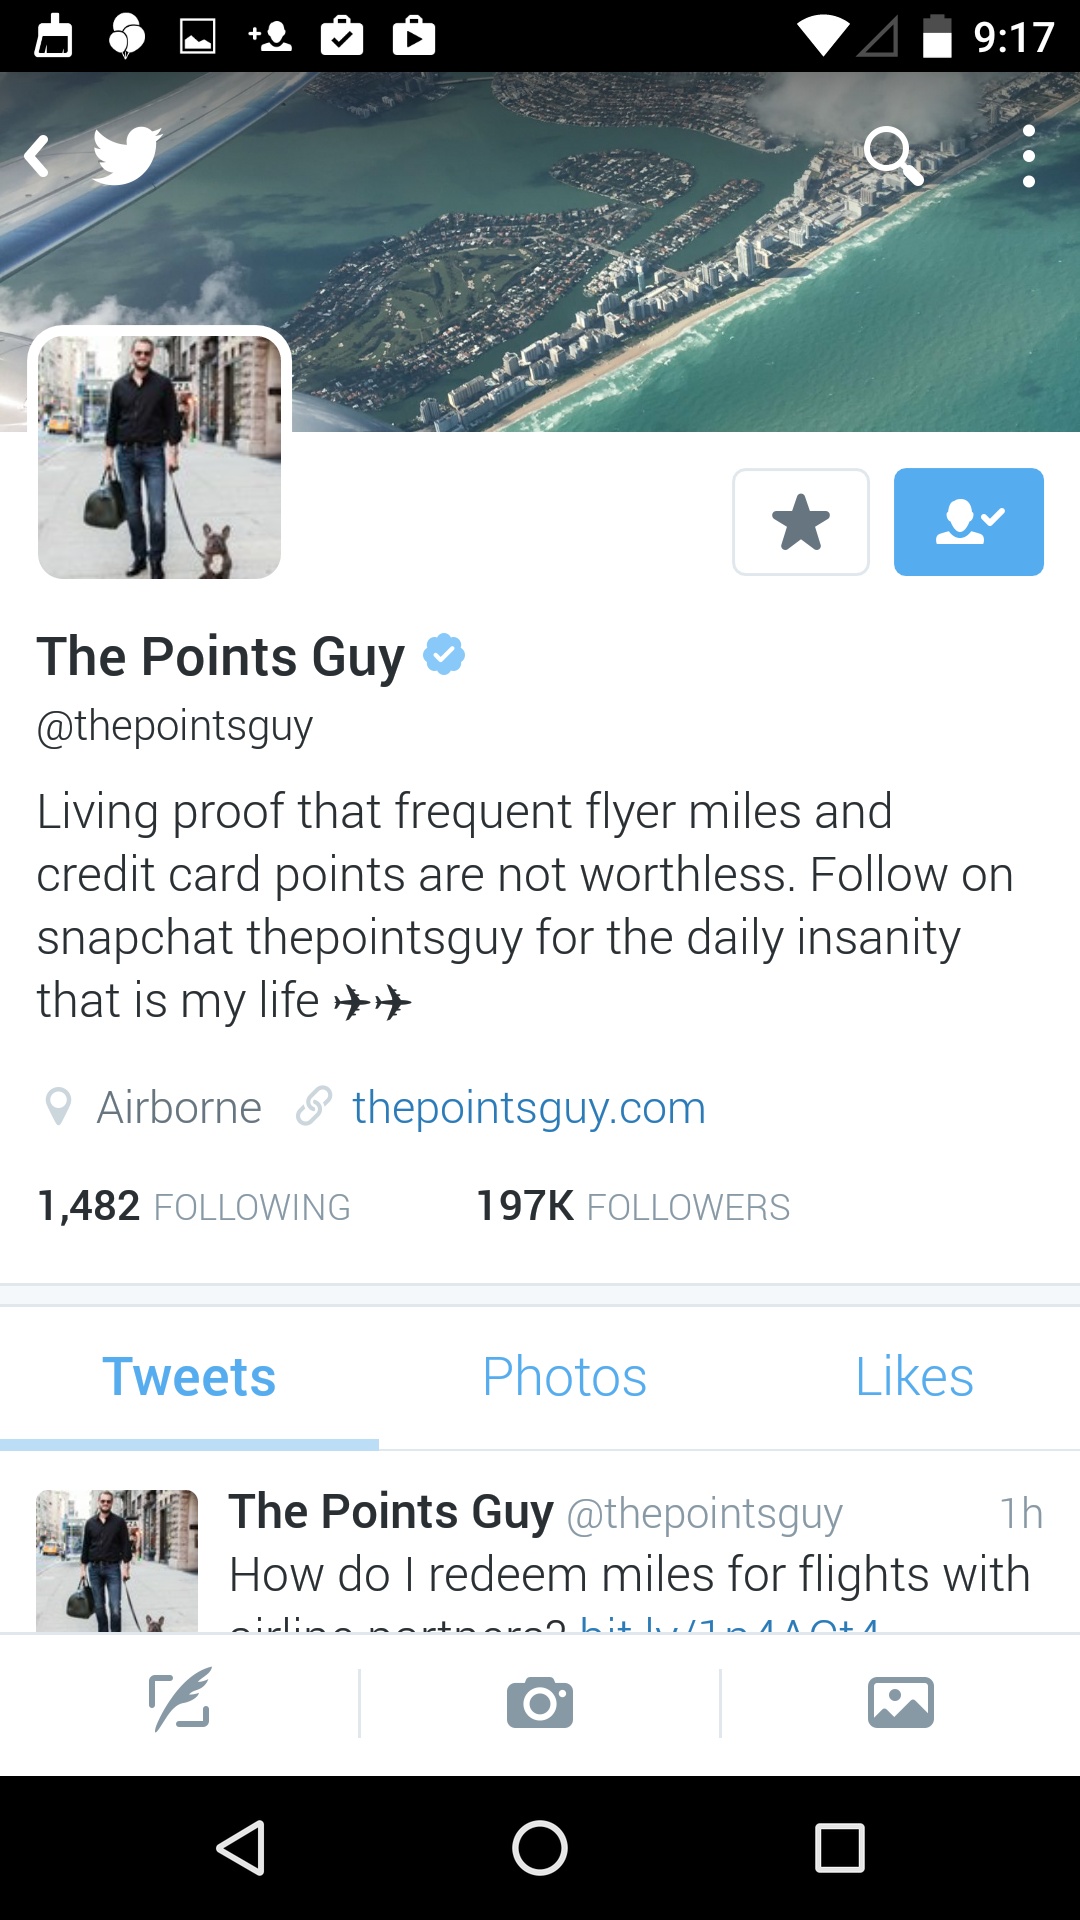 9:17
The Points Guy
@thepointsguy
Living proof that frequent flyer miles and
credit card points are not worthless. Follow on
snapchat thepointsguy for the daily insanity
that is my life ✈✈
Airborne thepointsguy.com
1,482 FOLLOWING 197K FOLLOWERS
Tweets Photos Likes
The Points Guy @thepointsguy 1h
How do I redeem miles for flights with
airline partners?